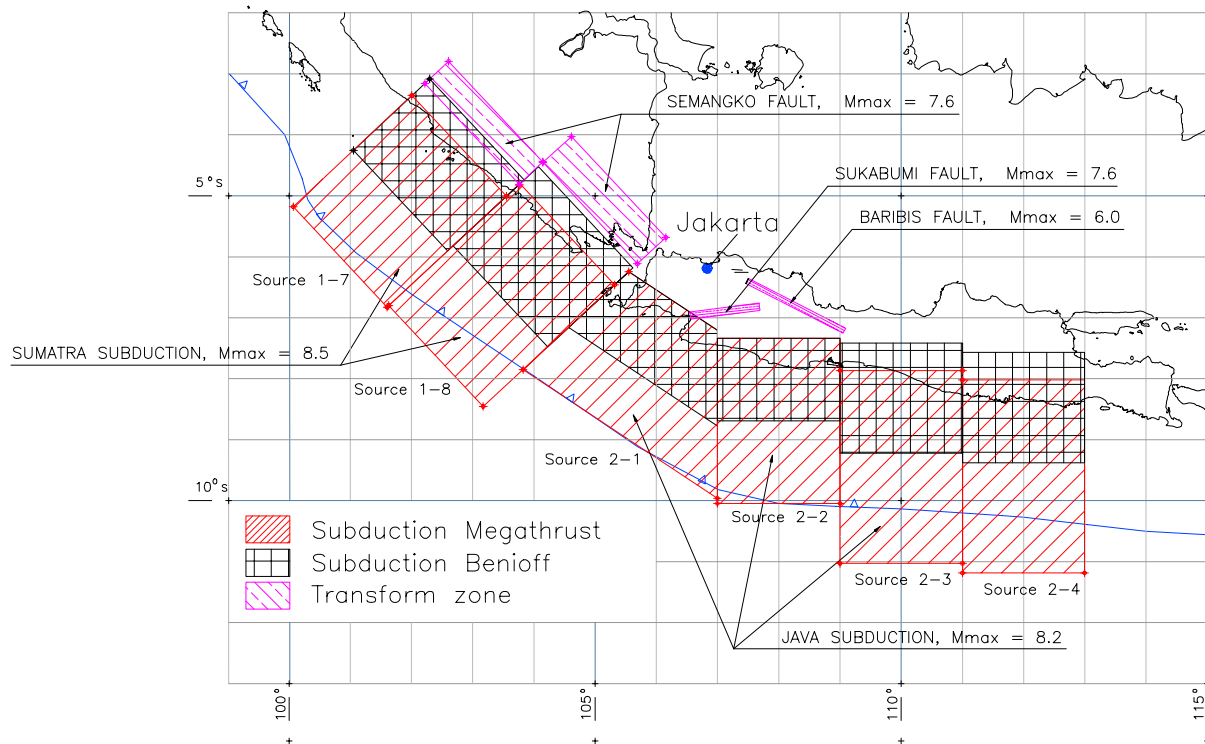 SEMANGKO FAULT, Mmax = 7.6
5°s
SUKABUMI FAULT, Mmax = 7.6
BARIBIS FAULT, Mmax = 6.0
Jakarta
Source 1-7
SUMATRA SUBDUCTION, Mmax = 8.5
Source 1-8
Source 2-1
10°s
Source 2-2
Subduction Megathrust
Subduction Benioff
Source 2-3
Source 2-4
Transform zone
JAVA SUBDUCTION, Mmax = 8.2
100°
105°
110°
115°